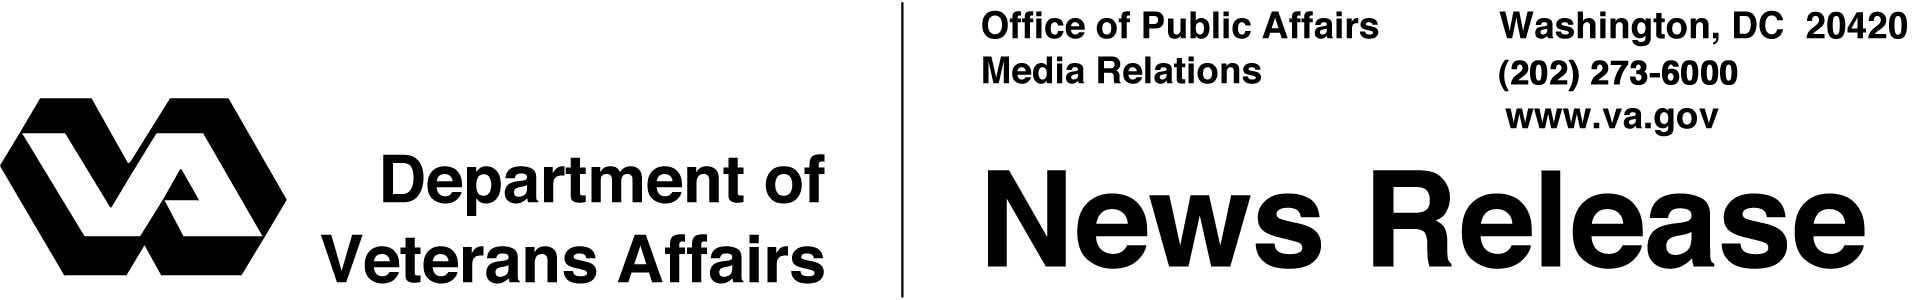 VA
Department of
Veterans Affairs
Office of Public Affairs
Media Relations
Washington, DC  20420
(202) 273-6000
www.va.gov
News Release